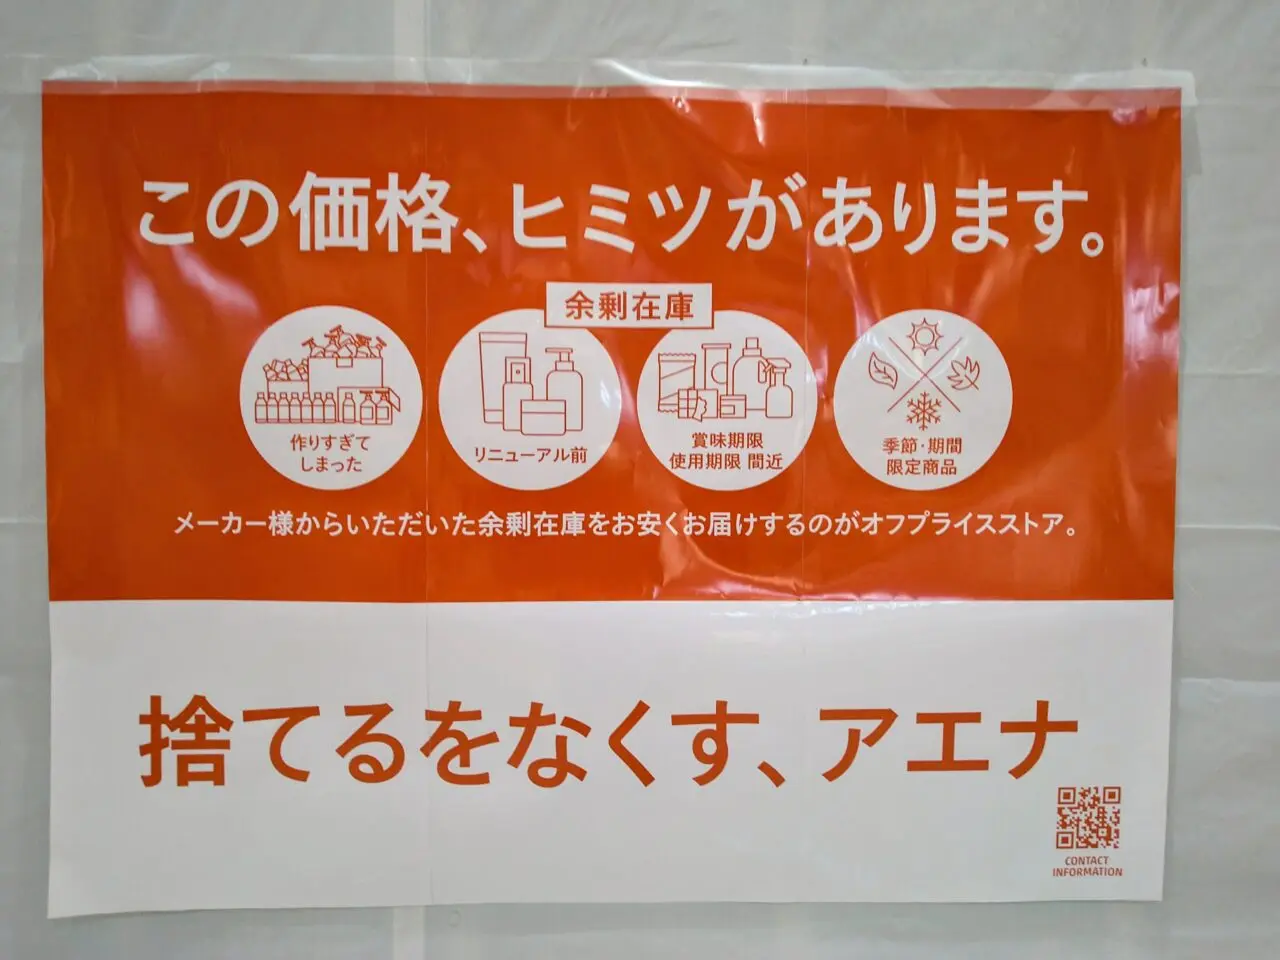 この価格、ヒミツがあります。
余剰在庫
作りすぎて
しまった
リニューアル前
賞味期限
使用期限 間近
季節・期間
限定商品
メーカー様からいただいた余剰在庫をお安くお届けするのがオフプライスストア。
捨てるをなくす、アエナ
CONTACT
INFORMATION